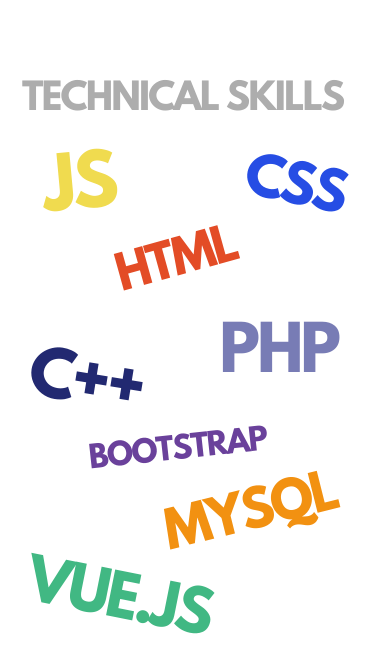 TECHNICAL SKILLS
JS
CSS
HTML
PHP
C++
BOOTSTRAP
MYSQL
VUE.JS